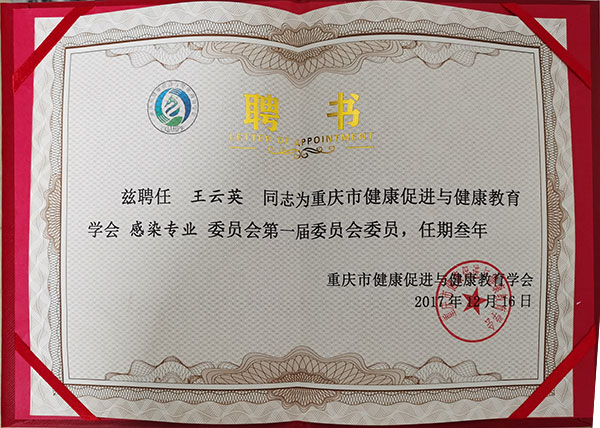 聘 书
LETTER OF APPOINTMENT
兹聘任 王云英 同志为重庆市健康促进与健康教育
学会 感染专业 委员会第一届委员会委员，任期叁年
重庆市健康促进与健康教育学会
2017年12月16日